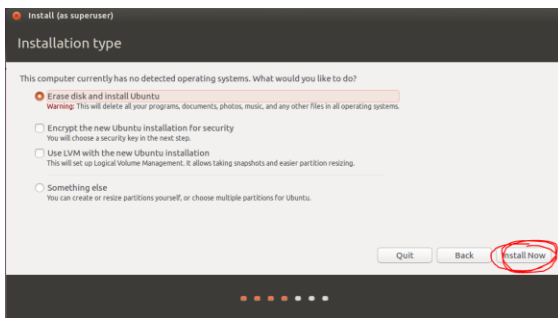 Install (as superuser)
Installation type
This computer currently has no detected operating systems. What would you like to do?
Erase disk and install Ubuntu
Warning: This will delete all your programs, documents, photos, music, and any other files in all operating systems.
Encrypt the new Ubuntu installation for security
You will choose a security key in the next step.
Use LVM with the new Ubuntu installation
This will set up Logical Volume Management. It allows taking snapshots and easier partition resizing.
Something else
You can create or resize partitions yourself, or choose multiple partitions for Ubuntu.
Quit
Back
Install Now